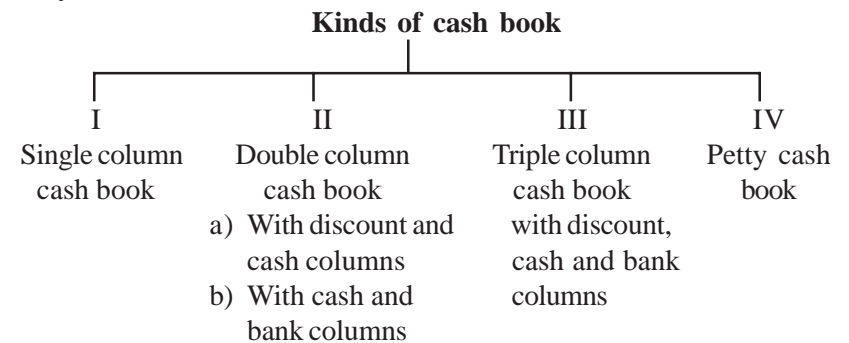 Kinds of cash book
I II III IV
Single column Double column Triple column Petty cash
cash book cash book cash book book
a) With discount and with discount,
cash columns cash and bank
b) With cash and columns
bank columns